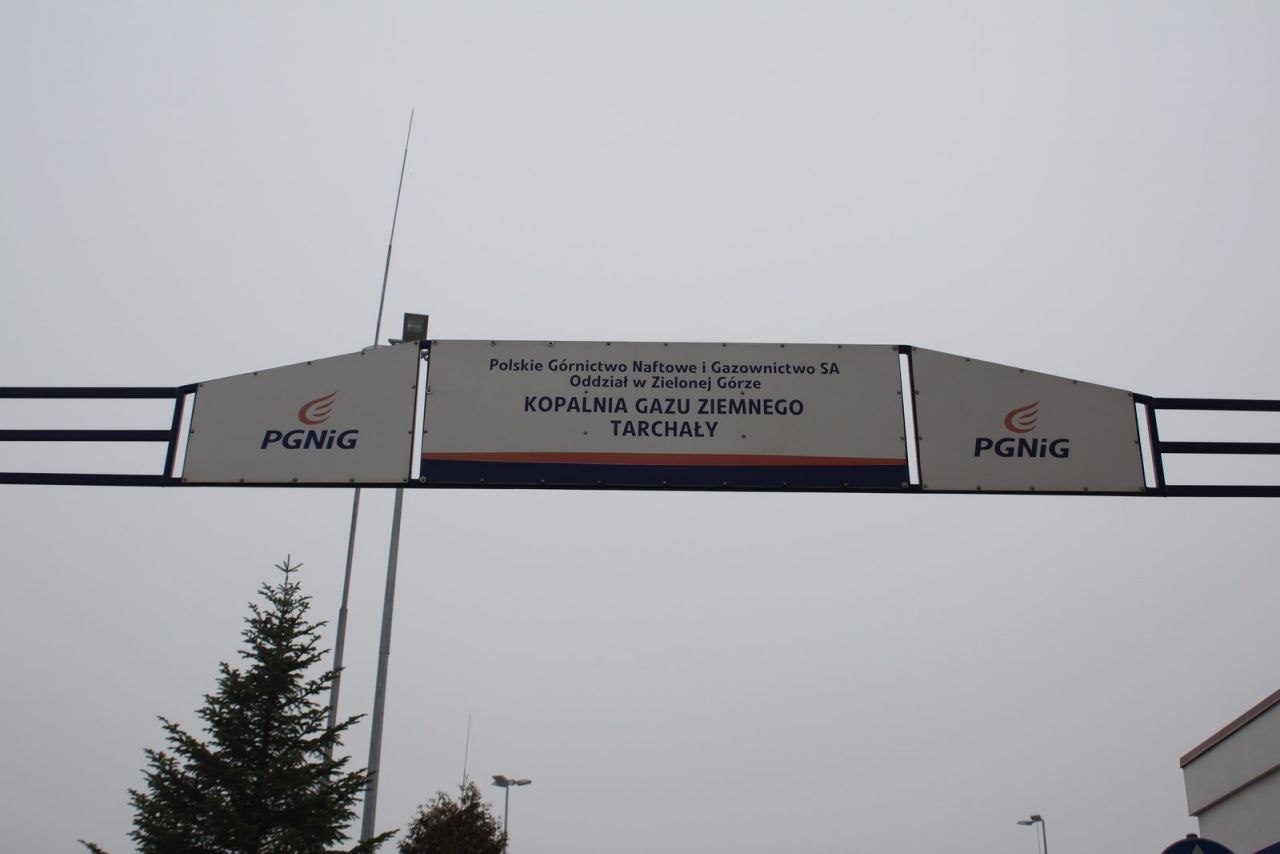 Polskie Górnictwo Naftowe i Gazownictwo SA
Oddział w Zielonej Górze
KOPALNIA GAZU ZIEMNEGO
TARCHAŁY
PGNiG
PGNiG